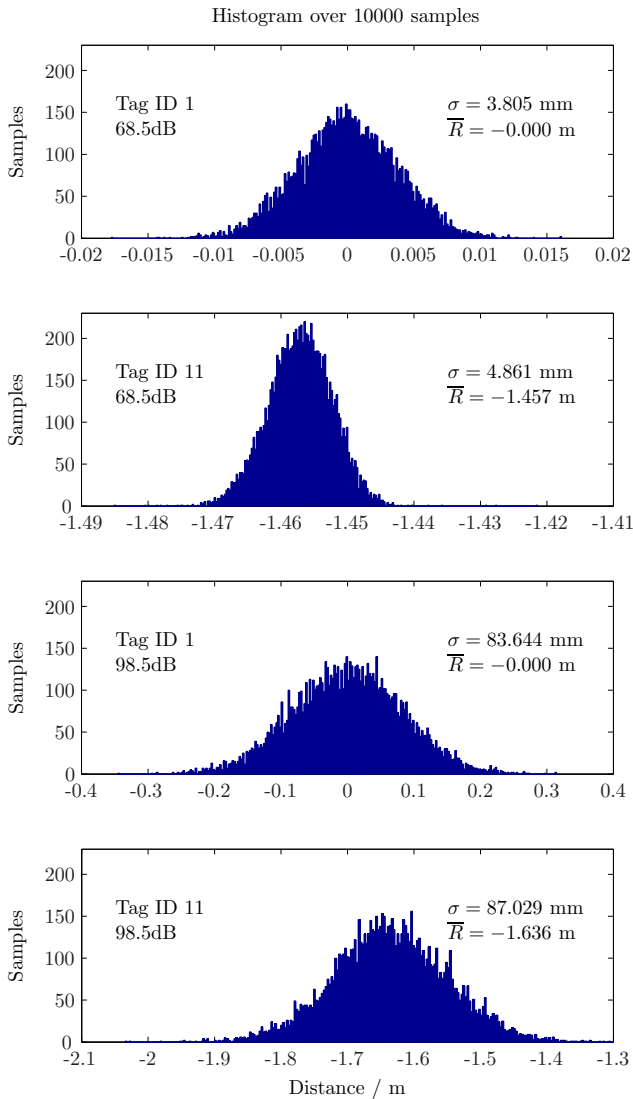 Histogram over 10000 samples
200
150
100
50
0
Samples
Tag ID 1
68.5dB
σ = 3.805 mm
R̅ = −0.000 m
-0.02 -0.015 -0.01 -0.005 0 0.005 0.01 0.015 0.02
200
150
100
50
0
Samples
Tag ID 11
68.5dB
σ = 4.861 mm
R̅ = −1.457 m
-1.49 -1.48 -1.47 -1.46 -1.45 -1.44 -1.43 -1.42 -1.41
200
150
100
50
0
Samples
Tag ID 1
98.5dB
σ = 83.644 mm
R̅ = −0.000 m
-0.4 -0.3 -0.2 -0.1 0 0.1 0.2 0.3 0.4
200
150
100
50
0
Samples
Tag ID 11
98.5dB
σ = 87.029 mm
R̅ = −1.636 m
-2.1 -2 -1.9 -1.8 -1.7 -1.6 -1.5 -1.4 -1.3
Distance / m